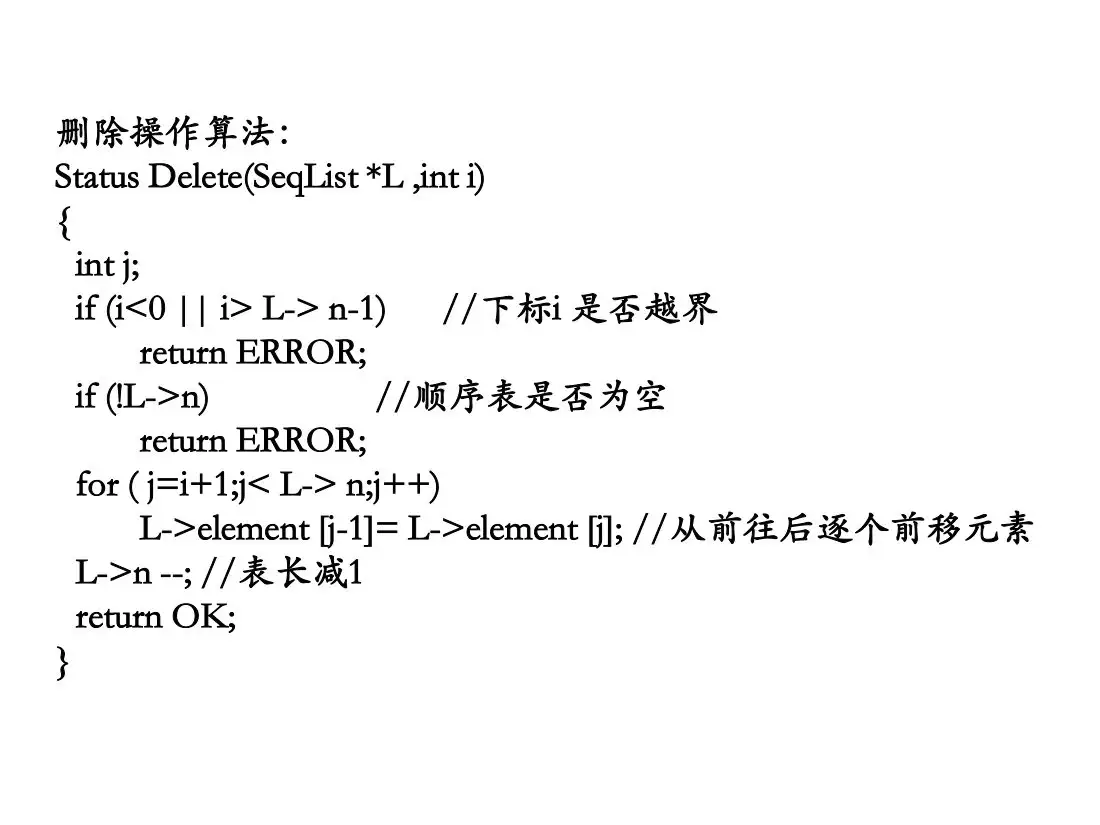 删除操作算法：
Status Delete(SeqList *L ,int i)
{
int j;
if (i<0 || i> L-> n-1) //下标i 是否越界
return ERROR;
if (!L->n) //顺序表是否为空
return ERROR;
for ( j=i+1;j< L-> n;j++)
L->element [j-1]= L->element [j]; //从前往后逐个前移元素
L->n --; //表长减1
return OK;
}